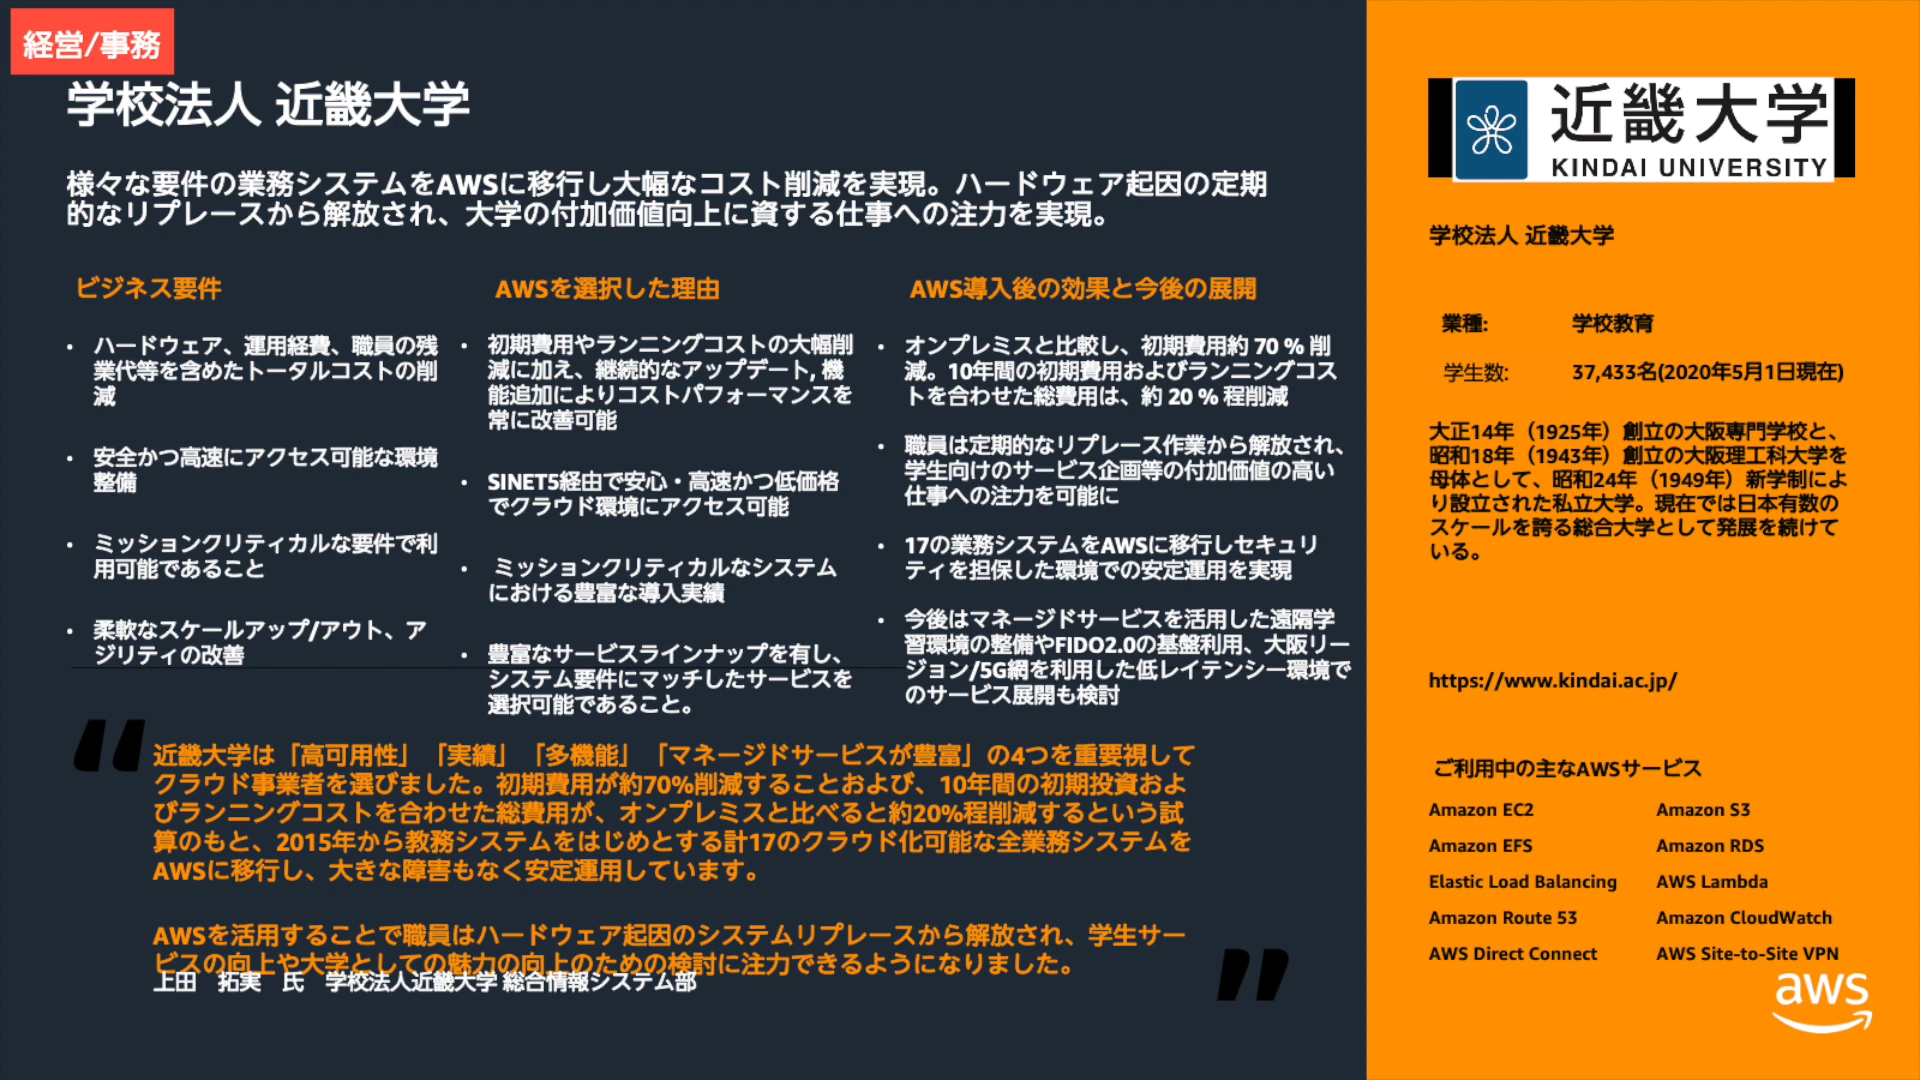 経営/事務
学校法人 近畿大学
様々な要件の業務システムをAWSに移行し大幅なコスト削減を実現。ハードウェア起因の定期
的なリプレースから解放され、大学の付加価値向上に資する仕事への注力を実現。
ビジネス要件
• ハードウェア、運用経費、職員の残
業代等を含めたトータルコストの削
減
• 安全かつ高速にアクセス可能な環境
整備
• ミッションクリティカルな要件で利
用可能であること
• 柔軟なスケールアップ/アウト、ア
ジリティの改善
AWSを選択した理由
• 初期費用やランニングコストの大幅削
減に加え、継続的なアップデート, 機
能追加によりコストパフォーマンスを
常に改善可能
• SINET5経由で安心・高速かつ低価格
でクラウド環境にアクセス可能
• ミッションクリティカルなシステム
における豊富な導入実績
• 豊富なサービスラインナップを有し、
システム要件にマッチしたサービスを
選択可能であること。
AWS導入後の効果と今後の展開
• オンプレミスと比較し、初期費用約 70 % 削
減。10年間の初期費用およびランニングコス
トを合わせた総費用は、約 20 % 程削減
• 職員は定期的なリプレース作業から解放され、
学生向けのサービス企画等の付加価値の高い
仕事への注力を可能に
• 17の業務システムをAWSに移行しセキュリ
ティを担保した環境での安定運用を実現
• 今後はマネージドサービスを活用した遠隔学
習環境の整備やFIDO2.0の基盤利用、大阪リー
ジョン/5G網を利用した低レイテンシー環境で
のサービス展開も検討
“
近畿大学は「高可用性」「実績」「多機能」「マネージドサービスが豊富」の4つを重要視して
クラウド事業者を選びました。初期費用が約70%削減することおよび、10年間の初期投資およ
びランニングコストを合わせた総費用が、オンプレミスと比べると約20%程削減するという試
算のもと、2015年から教務システムをはじめとする計17のクラウド化可能な全業務システムを
AWSに移行し、大きな障害もなく安定運用しています。
AWSを活用することで職員はハードウェア起因のシステムリプレースから解放され、学生サー
ビスの向上や大学としての魅力の向上のための検討に注力できるようになりました。
”
上田　拓実　氏　学校法人近畿大学 総合情報システム部
近畿大学
KINDAI UNIVERSITY
学校法人 近畿大学
業種: 学校教育
学生数: 37,433名(2020年5月1日現在)
大正14年（1925年）創立の大阪専門学校と、
昭和18年（1943年）創立の大阪理工科大学を
母体として、昭和24年（1949年）新学制によ
り設立された私立大学。現在では日本有数の
スケールを誇る総合大学として発展を続けて
いる。
https://www.kindai.ac.jp/
ご利用中の主なAWSサービス
Amazon EC2 Amazon S3
Amazon EFS Amazon RDS
Elastic Load Balancing AWS Lambda
Amazon Route 53 Amazon CloudWatch
AWS Direct Connect AWS Site-to-Site VPN
aws